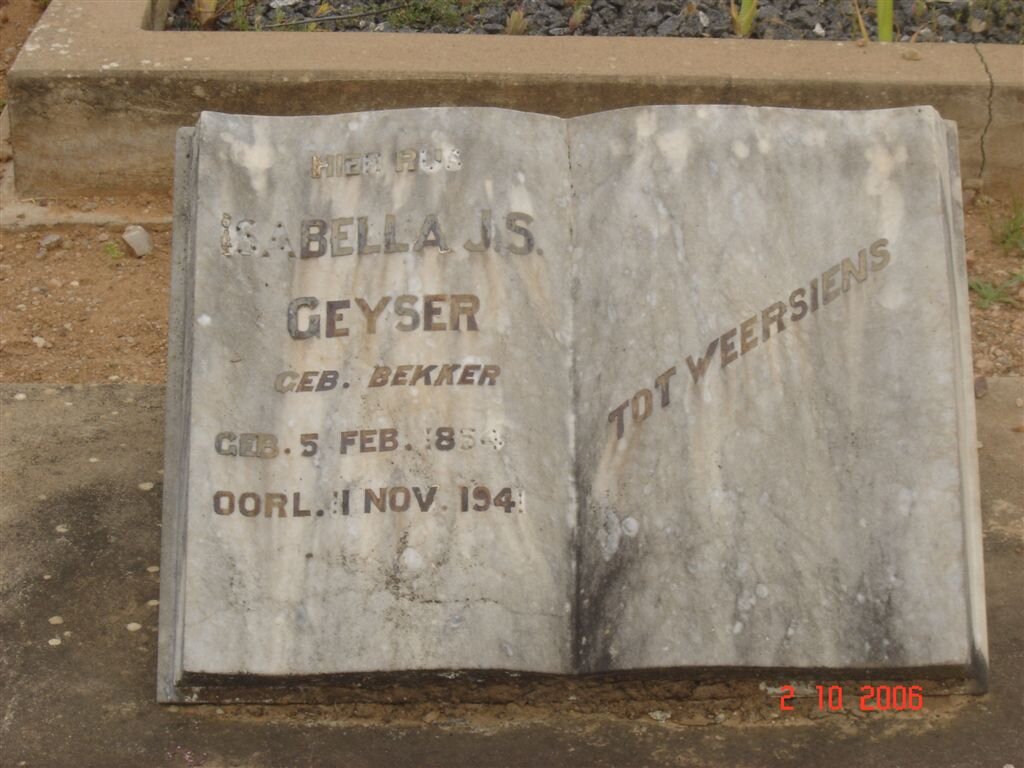 HIER RUS
ISABELLA J.S.
GEYSER
GEB. BEKKER
GEB. 5 FEB. 1854
OORL. 11 NOV. 1941
TOT WEERSIENS
2 10 2006